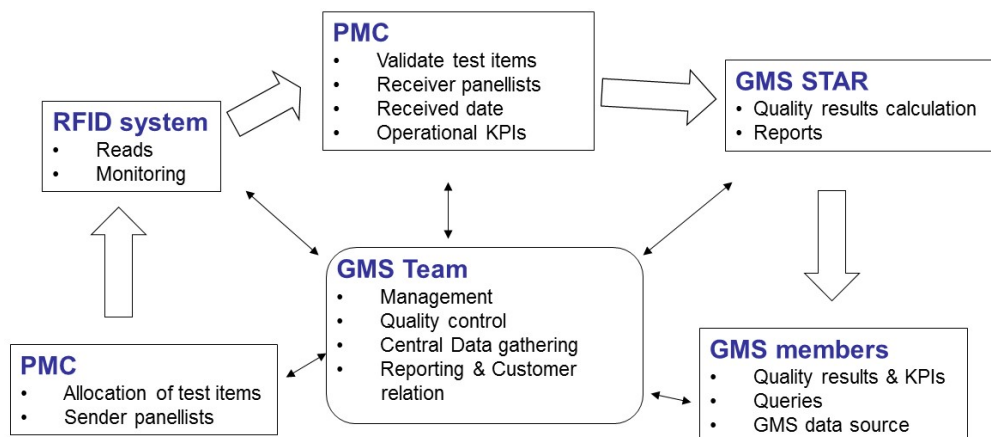 PMC
• Validate test items
• Receiver panellists
• Received date
• Operational KPIs
GMS STAR
• Quality results calculation
• Reports
RFID system
• Reads
• Monitoring
GMS Team
• Management
• Quality control
• Central Data gathering
• Reporting & Customer
relation
PMC
• Allocation of test items
• Sender panellists
GMS members
• Quality results & KPIs
• Queries
• GMS data source